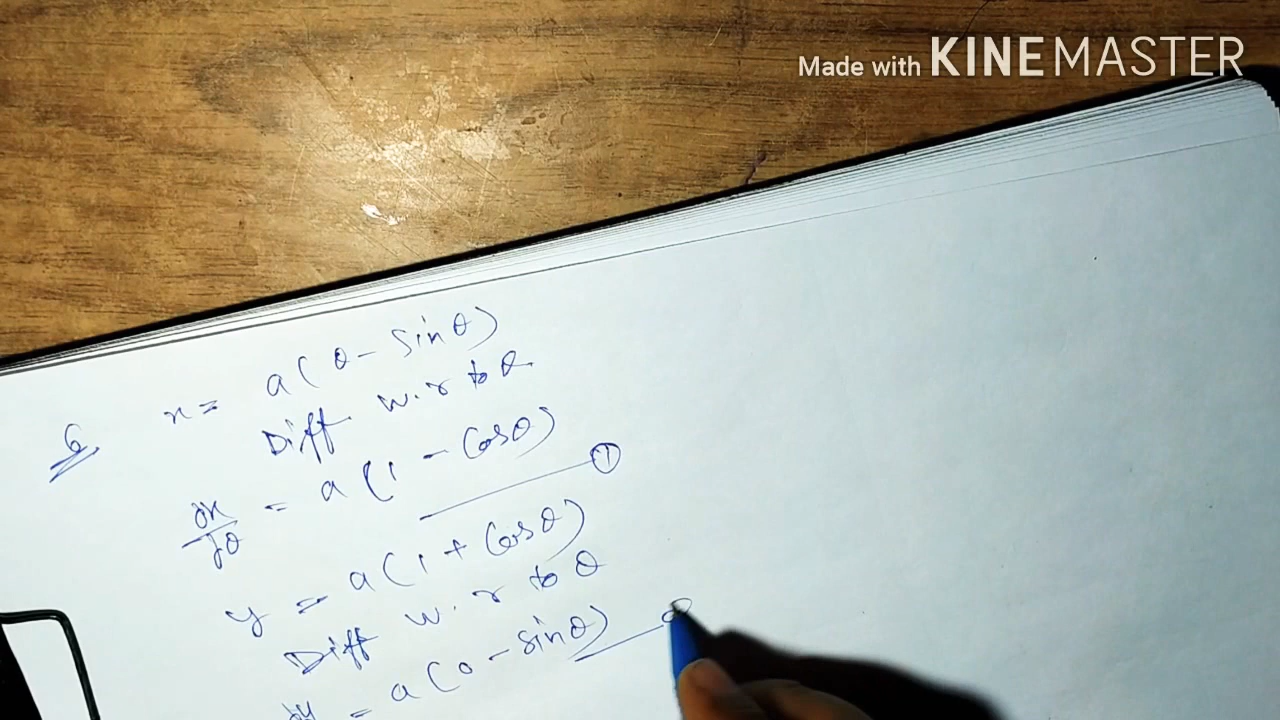 Made with KINEMASTER
6 x = a(θ - sinθ)
Diff w.r to θ
dx/dθ = a(1 - Cosθ) ①
y = a(1 + Cosθ)
Diff w.r to θ
dy = a(0 - sinθ)